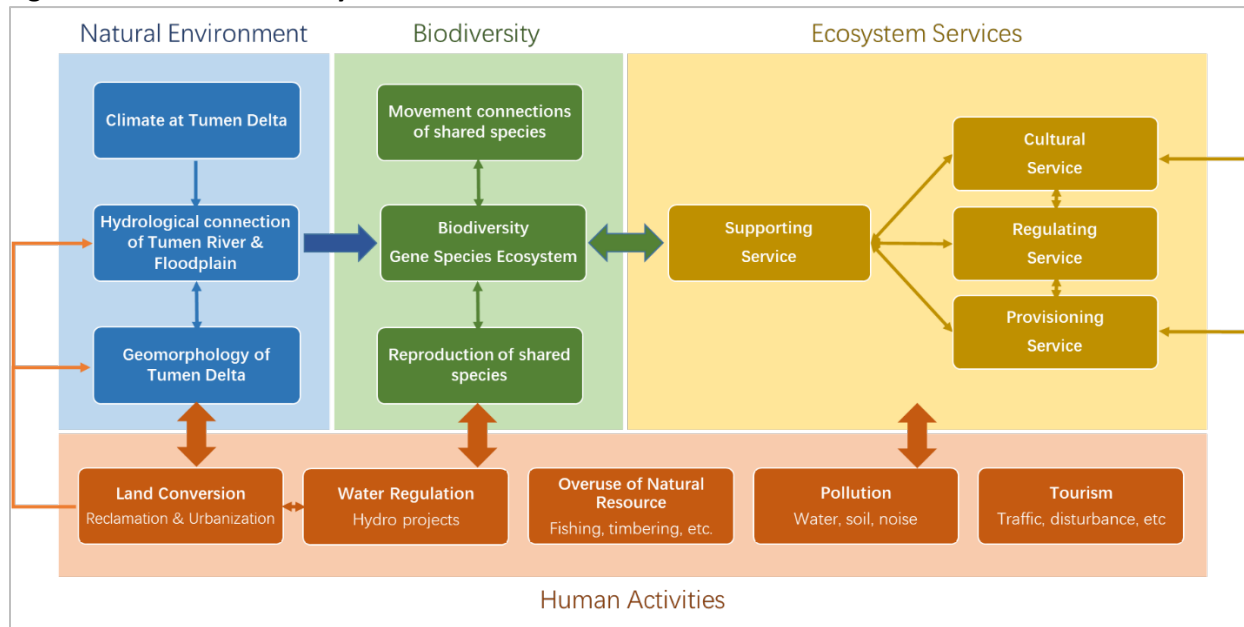 Natural Environment
Biodiversity
Ecosystem Services
Climate at Tumen Delta
Hydrological connection
of Tumen River &
Floodplain
Geomorphology of
Tumen Delta
Movement connections
of shared species
Biodiversity
Gene Species Ecosystem
Reproduction of shared
species
Supporting
Service
Cultural
Service
Regulating
Service
Provisioning
Service
Land Conversion
Reclamation & Urbanization
Water Regulation
Hydro projects
Overuse of Natural
Resource
Fishing, timbering, etc.
Pollution
Water, soil, noise
Tourism
Traffic, disturbance, etc
Human Activities